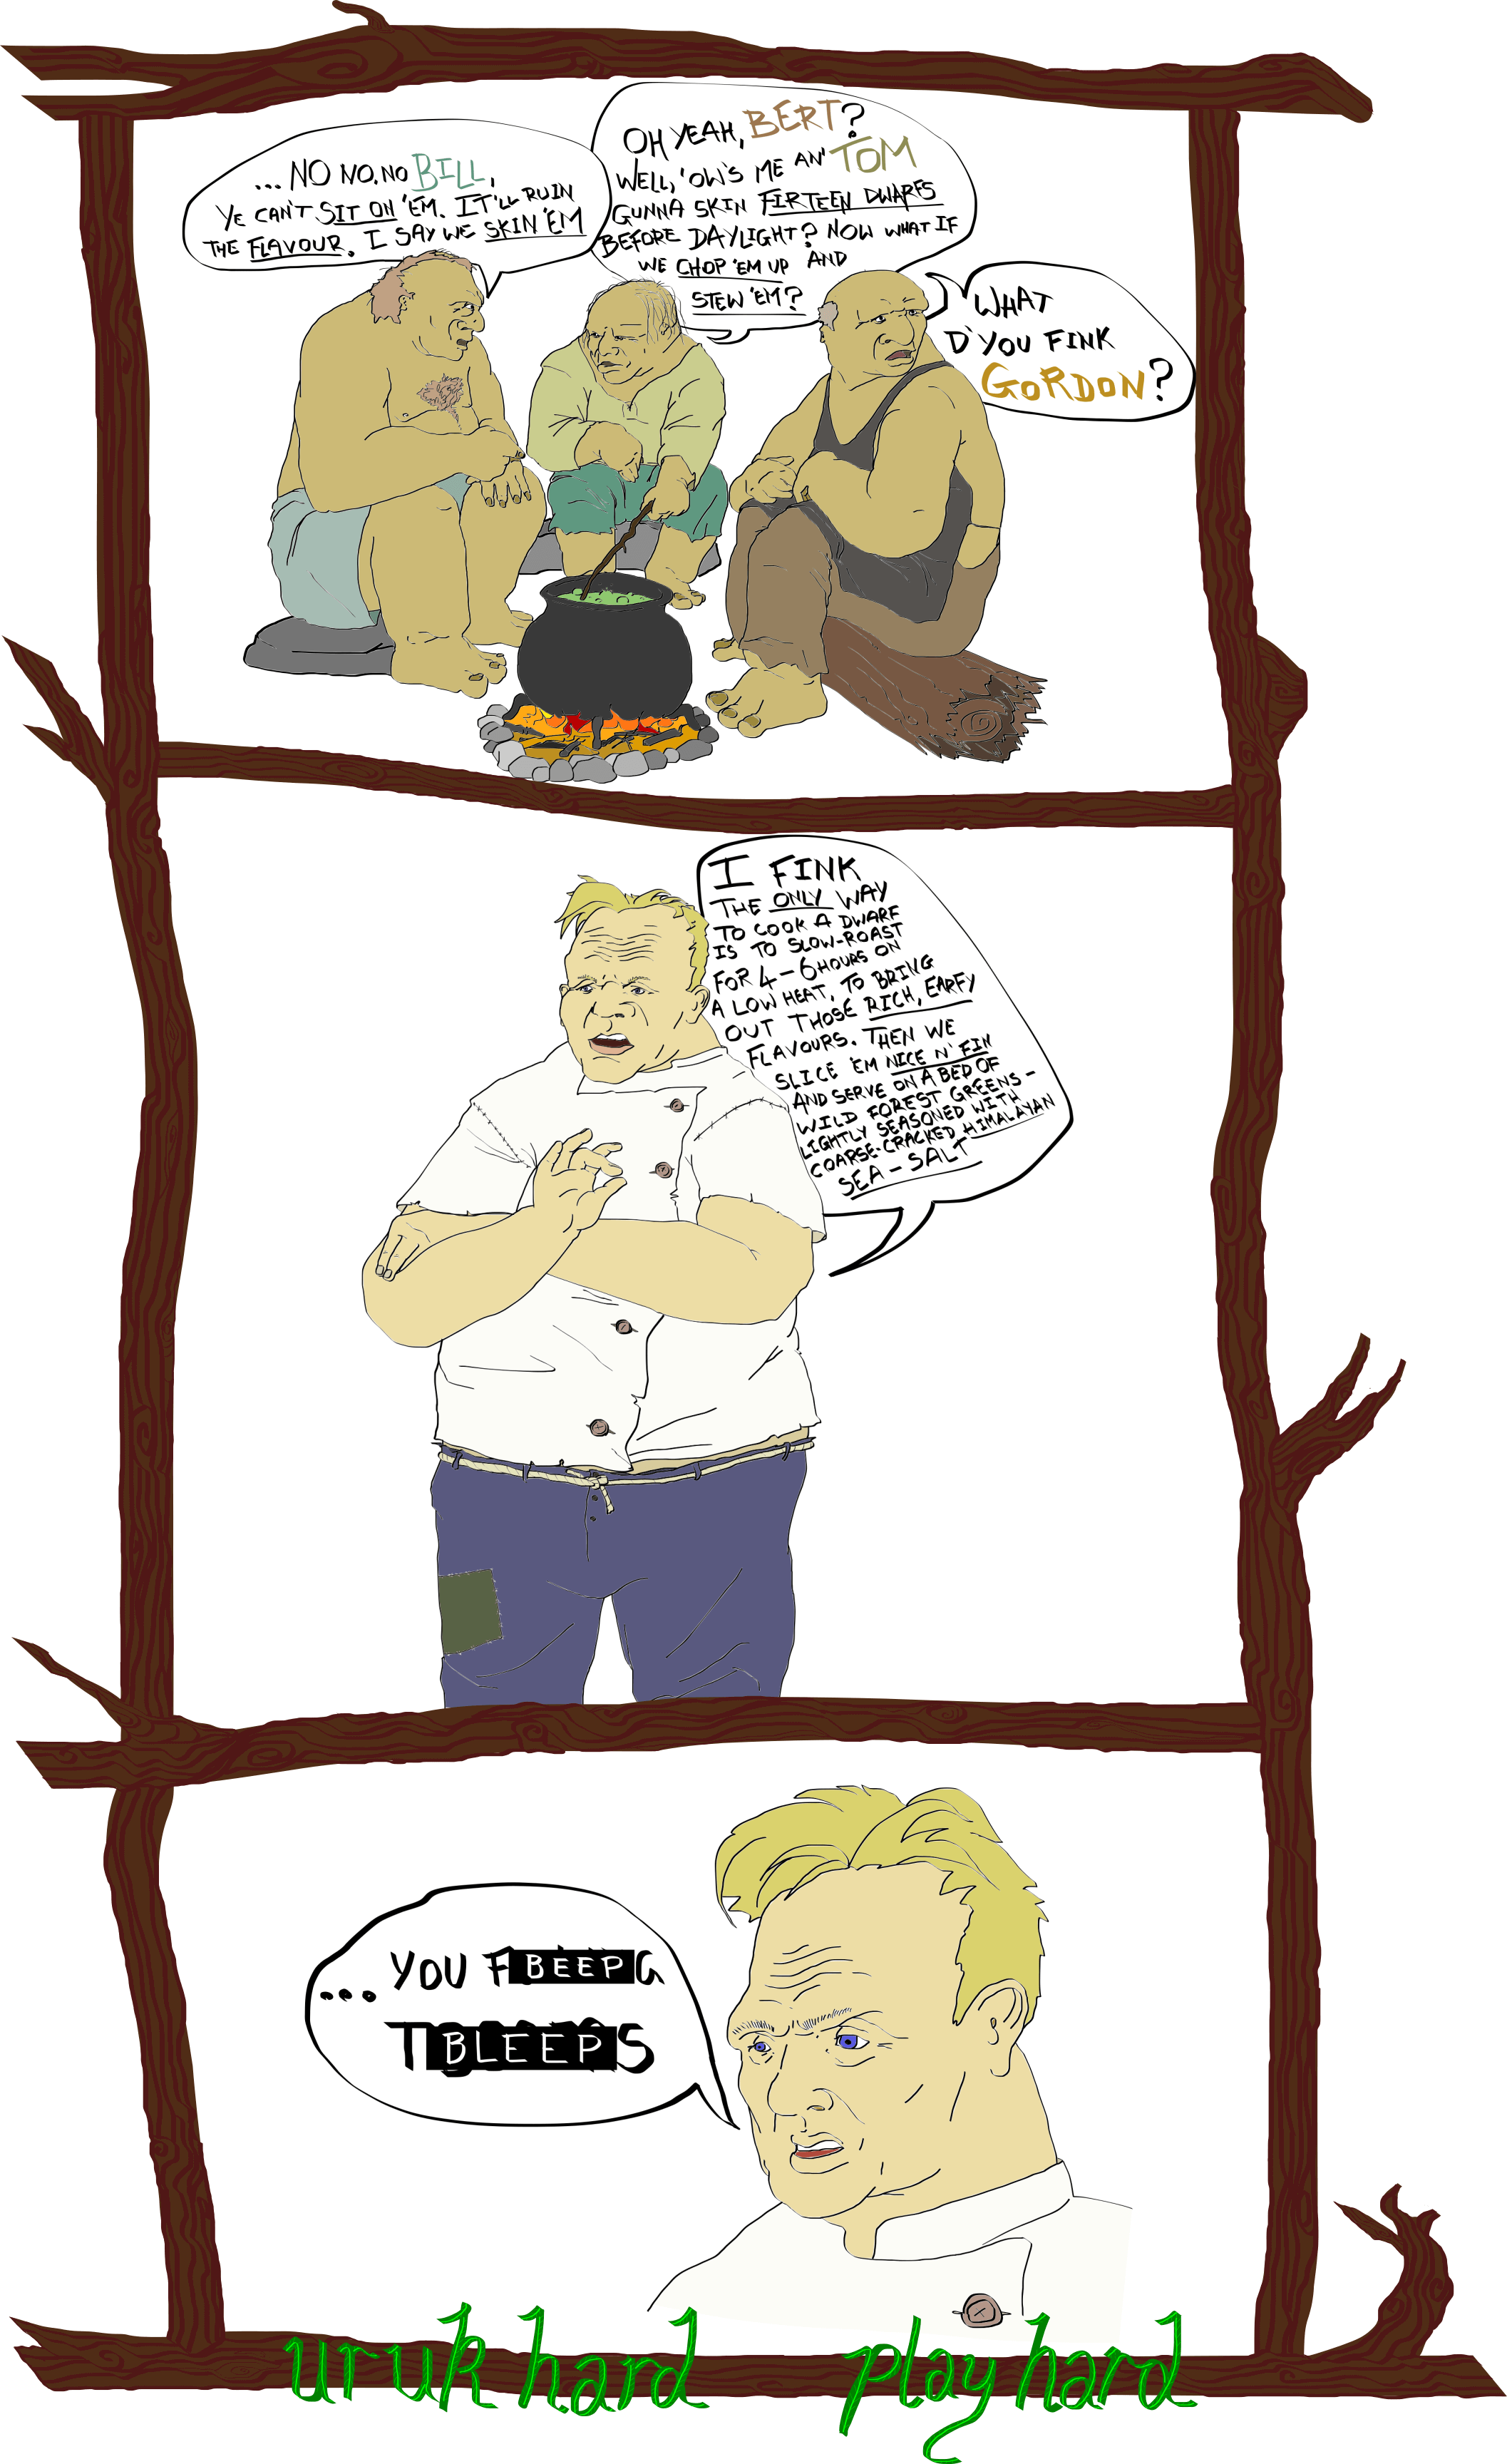 ...NO NO.NO BILL,
YE CAN'T SIT ON 'EM. IT'LL RUIN
THE FLAVOUR. I SAY WE SKIN 'EM
OH YEAH, BERT?
WELL, 'OW'S ME AN' TOM
GUNNA SKIN FIRTEEN DWARFS
BEFORE DAYLIGHT? NOW WHAT IF
WE CHOP 'EM UP AND
STEW 'EM?
WHAT
D'YOU FINK
GORDON?
I FINK
THE ONLY WAY
TO COOK A DWARF
IS TO SLOW-ROAST
FOR 4-6 HOURS ON
A LOW HEAT, TO BRING
OUT THOSE RICH, EARFY
FLAVOURS. THEN WE
SLICE 'EM NICE N' FIN
AND SERVE ON A BED OF
WILD FOREST GREENS-
LIGHTLY SEASONED WITH
COARSE-CRACKED HIMALAYAN
SEA-SALT
... YOU FBEEPG
TBLEEPS
uruk hard play hard